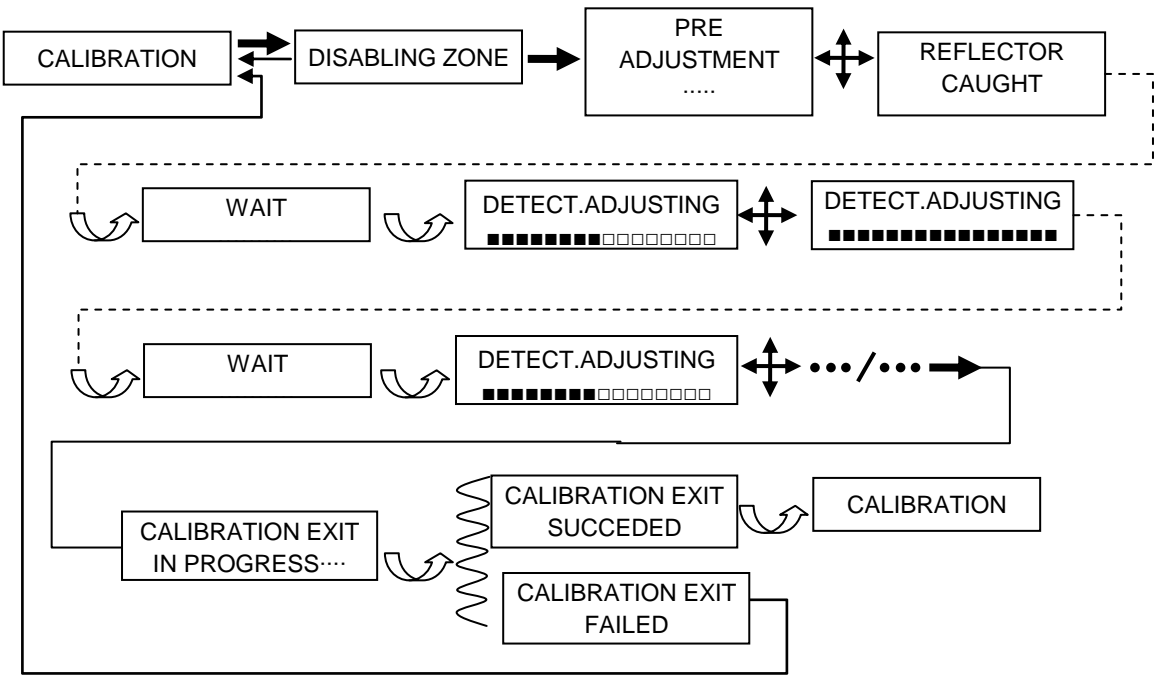 CALIBRATION
DISABLING ZONE
PRE
ADJUSTMENT
.....
REFLECTOR
CAUGHT
WAIT
DETECT.ADJUSTING
■■■■■■■■□□□□□□□□
DETECT.ADJUSTING
■■■■■■■■■■■■■■■■
WAIT
DETECT.ADJUSTING
■■■■■■■■□□□□□□□□
•••/•••
CALIBRATION EXIT
IN PROGRESS····
CALIBRATION EXIT
SUCCEDED
CALIBRATION
CALIBRATION EXIT
FAILED